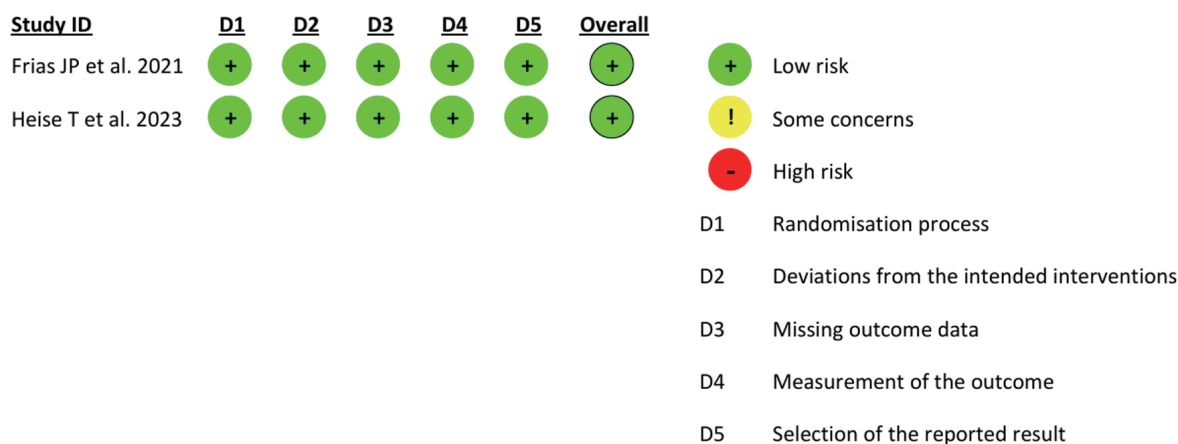 Study ID D1 D2 D3 D4 D5 Overall
Frias JP et al. 2021 + + + + + + + Low risk
Heise T et al. 2023 + + + + + + ! Some concerns
- High risk
D1 Randomisation process
D2 Deviations from the intended interventions
D3 Missing outcome data
D4 Measurement of the outcome
D5 Selection of the reported result